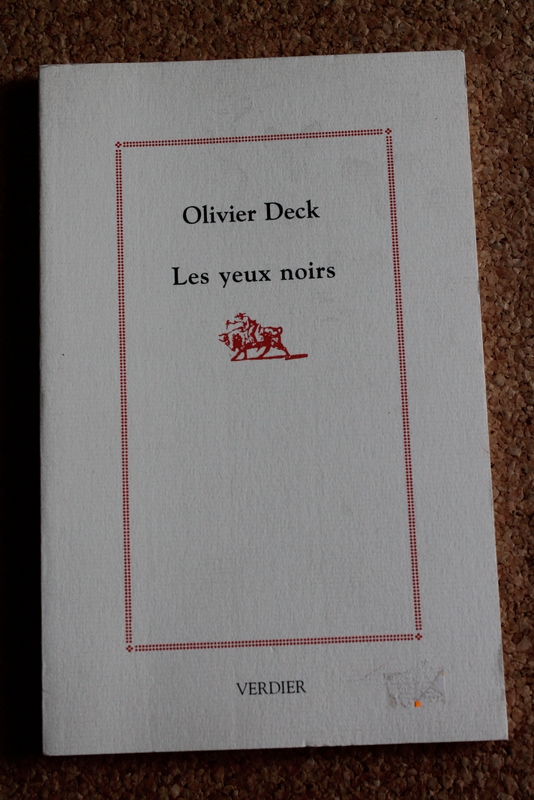 Olivier Deck
Les yeux noirs
VERDIER